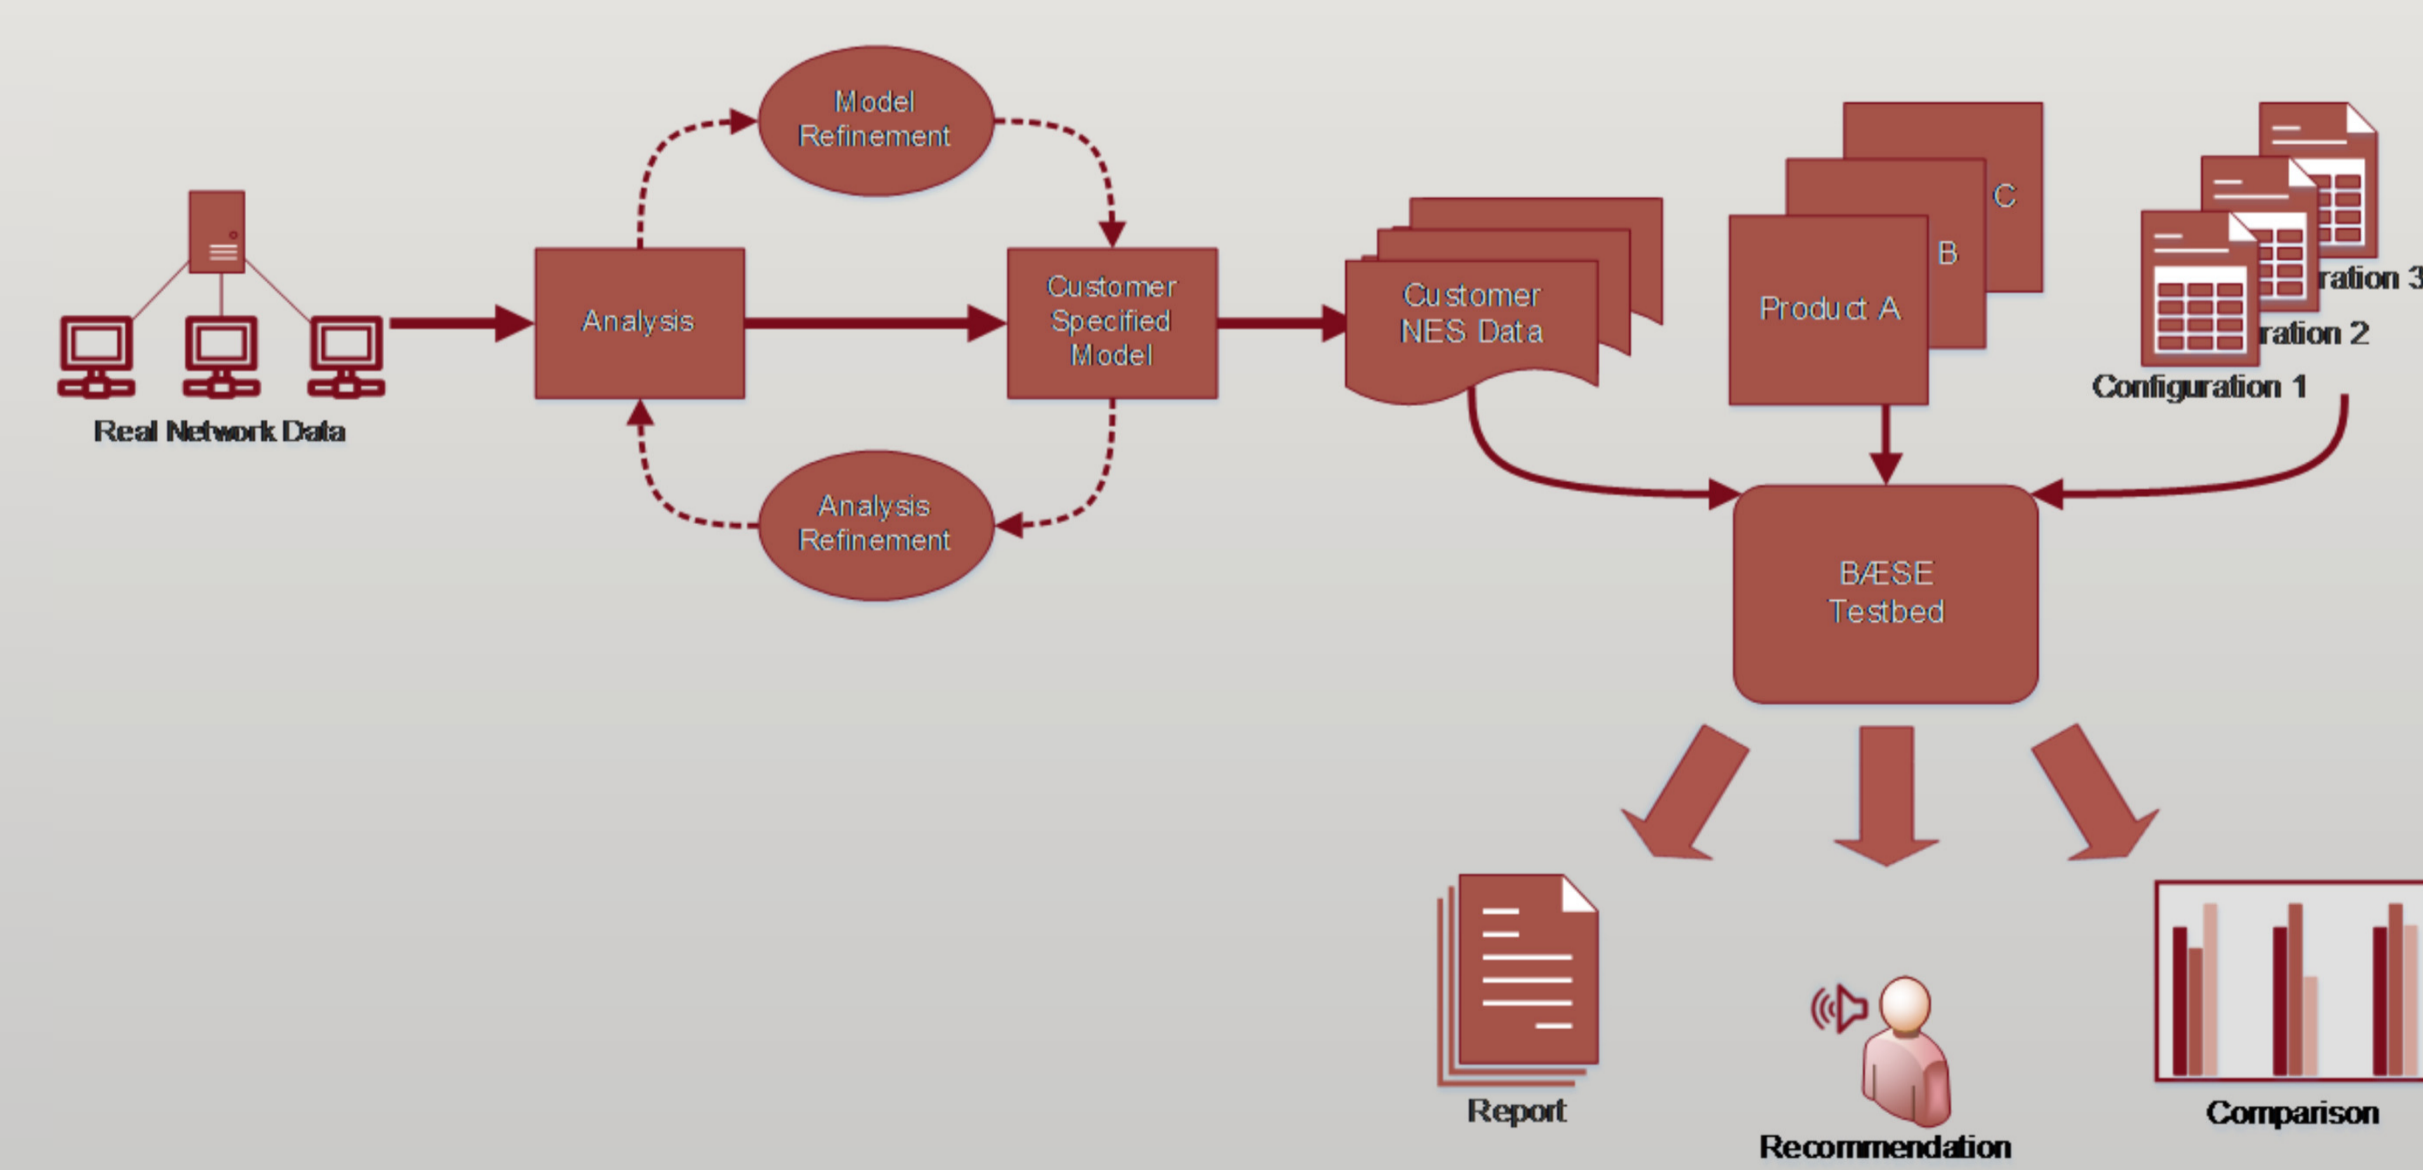 Model
Refinement
C
B
Product A
Analysis
Customer
Specified
Model
Customer
NES Data
ration 3
ration 2
Configuration 1
Real Network Data
Analysis
Refinement
BÆSE
Testbed
Report
Recommendation
Comparison